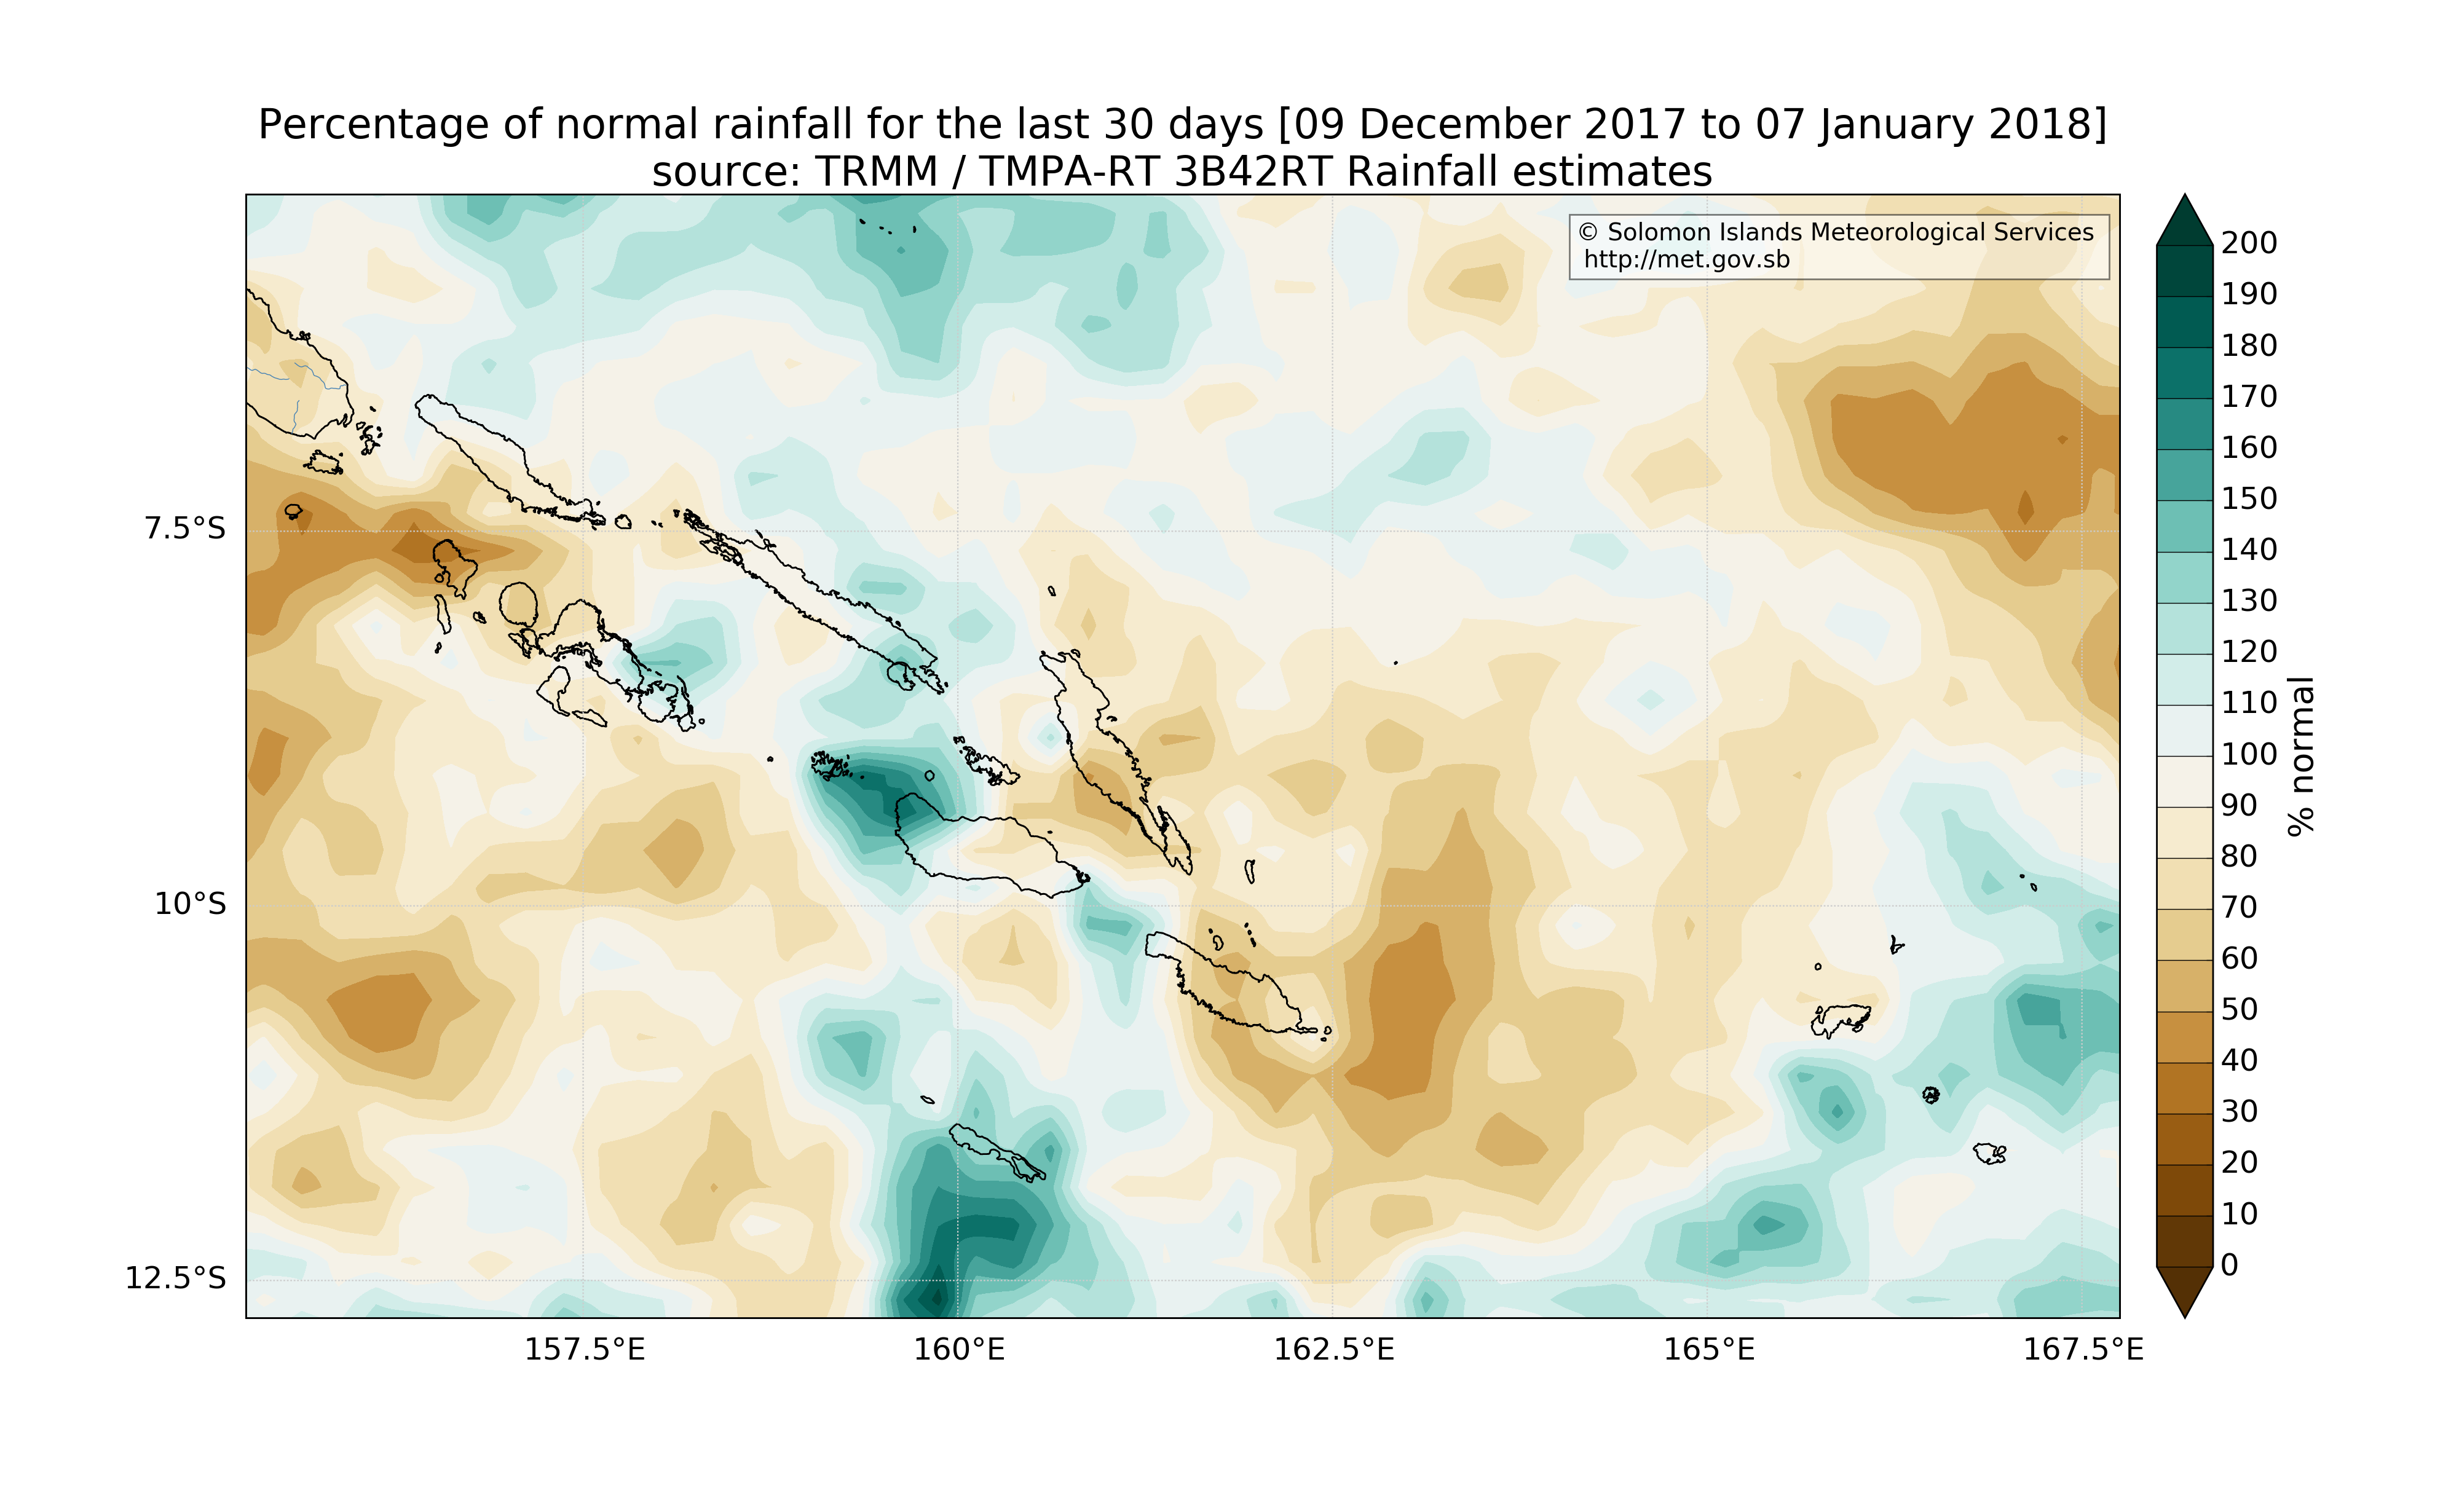 Percentage of normal rainfall for the last 30 days [09 December 2017 to 07 January 2018]
source: TRMM / TMPA-RT 3B42RT Rainfall estimates
© Solomon Islands Meteorological Services
http://met.gov.sb
7.5°S
10°S
12.5°S
157.5°E
160°E
162.5°E
165°E
167.5°E
200
190
180
170
160
150
140
130
120
110
100
90
80
70
60
50
40
30
20
10
0
% normal